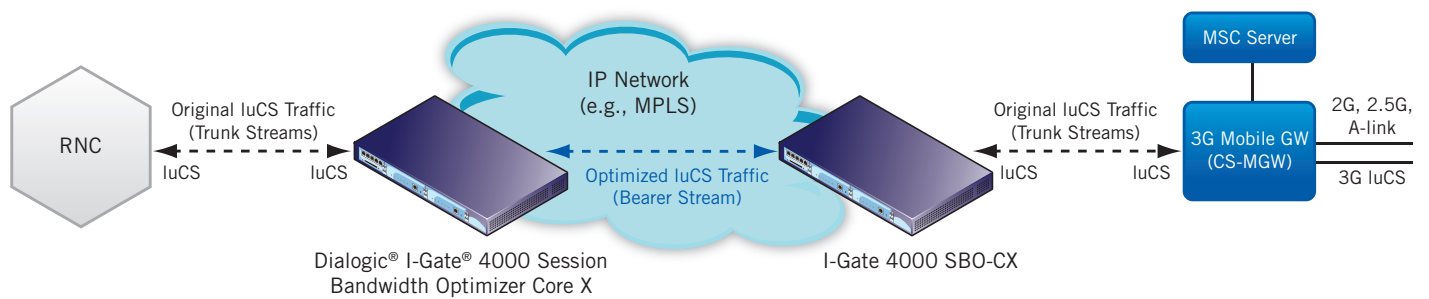 RNC
Original IuCS Traffic
(Trunk Streams)
IuCS
IuCS
IP Network
(e.g., MPLS)
Optimized IuCS Traffic
(Bearer Stream)
Dialogic® I-Gate® 4000 Session
Bandwidth Optimizer Core X
I-Gate 4000 SBO-CX
Original IuCS Traffic
(Trunk Streams)
IuCS
IuCS
MSC Server
3G Mobile GW
(CS-MGW)
2G, 2.5G,
A-link
3G IuCS